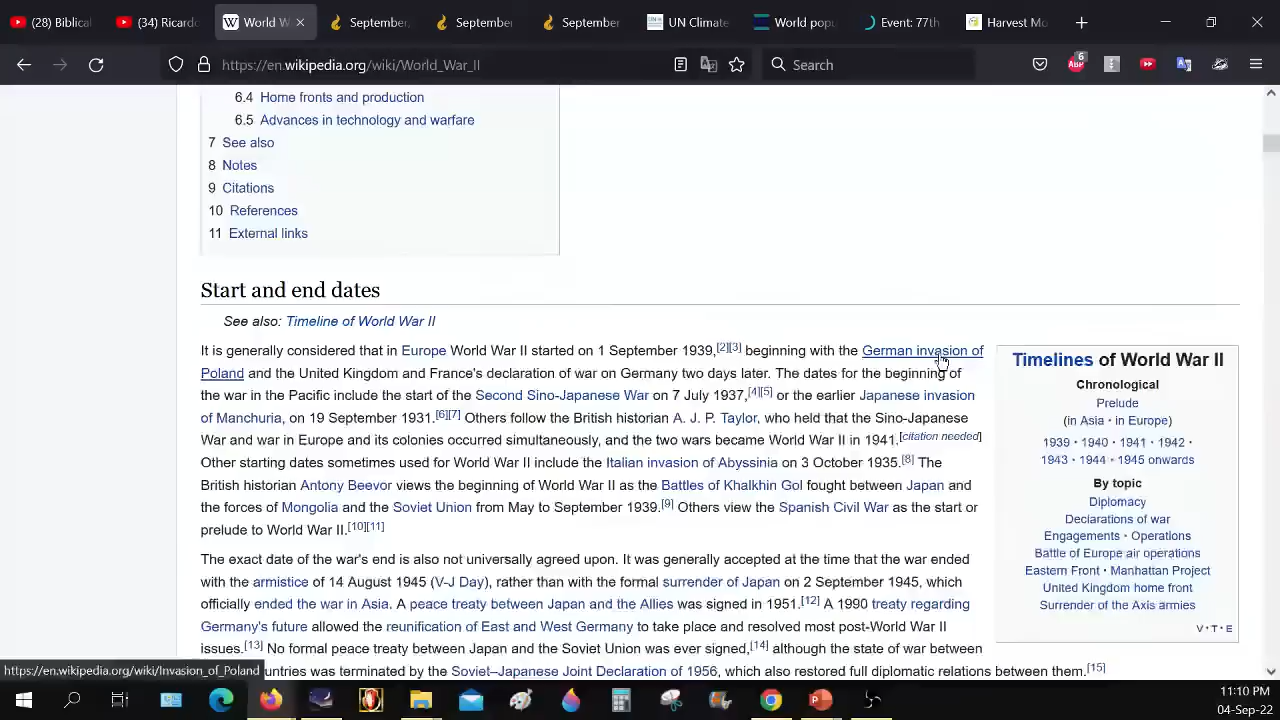 (28) Biblical
(34) Ricardo
World W
September
September
September
UN Climate
World popu
Event: 77th
Harvest Mo
https://en.wikipedia.org/wiki/World_War_II
Search
6
6.4 Home fronts and production
6.5 Advances in technology and warfare
7 See also
8 Notes
9 Citations
10 References
11 External links
Start and end dates
See also: Timeline of World War II
It is generally considered that in Europe World War II started on 1 September 1939,[2][3] beginning with the German invasion of
Poland and the United Kingdom and France's declaration of war on Germany two days later. The dates for the beginning of
the war in the Pacific include the start of the Second Sino-Japanese War on 7 July 1937,[4][5] or the earlier Japanese invasion
of Manchuria, on 19 September 1931.[6][7] Others follow the British historian A. J. P. Taylor, who held that the Sino-Japanese
War and war in Europe and its colonies occurred simultaneously, and the two wars became World War II in 1941.[citation needed]
Other starting dates sometimes used for World War II include the Italian invasion of Abyssinia on 3 October 1935.[8] The
British historian Antony Beevor views the beginning of World War II as the Battles of Khalkhin Gol fought between Japan and
the forces of Mongolia and the Soviet Union from May to September 1939.[9] Others view the Spanish Civil War as the start or
prelude to World War II.[10][11]
The exact date of the war's end is also not universally agreed upon. It was generally accepted at the time that the war ended
with the armistice of 14 August 1945 (V-J Day), rather than with the formal surrender of Japan on 2 September 1945, which
officially ended the war in Asia. A peace treaty between Japan and the Allies was signed in 1951.[12] A 1990 treaty regarding
Germany's future allowed the reunification of East and West Germany to take place and resolved most post-World War II
issues.[13] No formal peace treaty between Japan and the Soviet Union was ever signed,[14] although the state of war between
untries was terminated by the Soviet–Japanese Joint Declaration of 1956, which also restored full diplomatic relations between them.[15]
Timelines of World War II
Chronological
Prelude
(in Asia · in Europe)
1939 · 1940 · 1941 · 1942 ·
1943 · 1944 · 1945 onwards
By topic
Diplomacy
Declarations of war
Engagements · Operations
Battle of Europe air operations
Eastern Front · Manhattan Project
United Kingdom home front
Surrender of the Axis armies
V · T · E
https://en.wikipedia.org/wiki/Invasion_of_Poland
11:10 PM
04-Sep-22